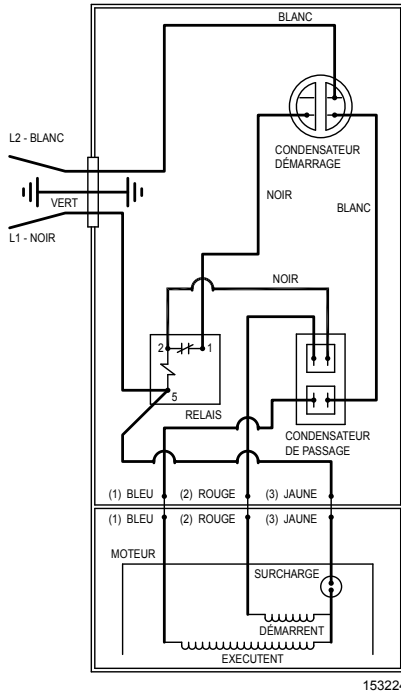 BLANC
L2 - BLANC
CONDENSATEUR
DÉMARRAGE
VERT
NOIR
BLANC
L1 - NOIR
NOIR
2
1
5
RELAIS
CONDENSATEUR
DE PASSAGE
(1) BLEU (2) ROUGE (3) JAUNE
(1) BLEU (2) ROUGE (3) JAUNE
MOTEUR
SURCHARGE
DÉMARRENT
EXECUTENT